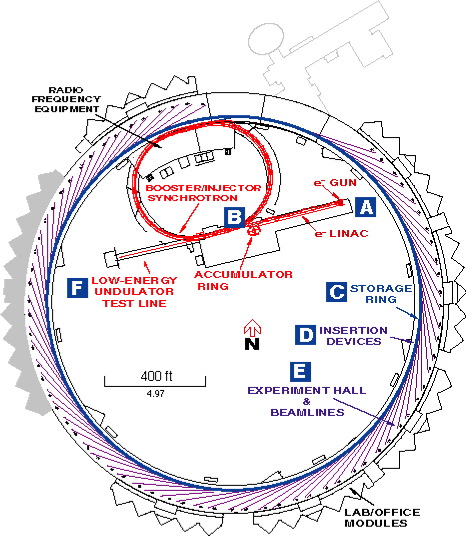 RADIO
FREQUENCY
EQUIPMENT
e⁻ GUN
A
BOOSTER/INJECTOR
SYNCHROTRON
B
e⁻ LINAC
ACCUMULATOR
RING
F
LOW-ENERGY
UNDULATOR
TEST LINE
C
STORAGE
RING
D
INSERTION
DEVICES
N
E
EXPERIMENT HALL
&
BEAMLINES
400 ft
4.97
LAB/OFFICE
MODULES